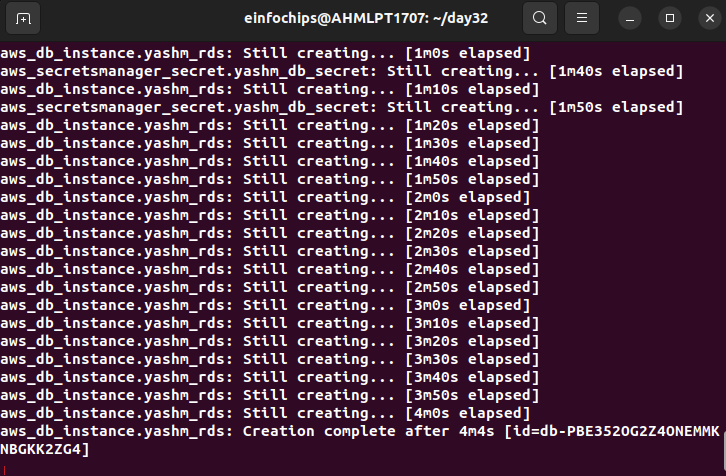 einfochips@AHMLPT1707: ~/day32
aws_db_instance.yashm_rds: Still creating... [1m0s elapsed]
aws_secretsmanager_secret.yashm_db_secret: Still creating... [1m40s elapsed]
aws_db_instance.yashm_rds: Still creating... [1m10s elapsed]
aws_secretsmanager_secret.yashm_db_secret: Still creating... [1m50s elapsed]
aws_db_instance.yashm_rds: Still creating... [1m20s elapsed]
aws_db_instance.yashm_rds: Still creating... [1m30s elapsed]
aws_db_instance.yashm_rds: Still creating... [1m40s elapsed]
aws_db_instance.yashm_rds: Still creating... [1m50s elapsed]
aws_db_instance.yashm_rds: Still creating... [2m0s elapsed]
aws_db_instance.yashm_rds: Still creating... [2m10s elapsed]
aws_db_instance.yashm_rds: Still creating... [2m20s elapsed]
aws_db_instance.yashm_rds: Still creating... [2m30s elapsed]
aws_db_instance.yashm_rds: Still creating... [2m40s elapsed]
aws_db_instance.yashm_rds: Still creating... [2m50s elapsed]
aws_db_instance.yashm_rds: Still creating... [3m0s elapsed]
aws_db_instance.yashm_rds: Still creating... [3m10s elapsed]
aws_db_instance.yashm_rds: Still creating... [3m20s elapsed]
aws_db_instance.yashm_rds: Still creating... [3m30s elapsed]
aws_db_instance.yashm_rds: Still creating... [3m40s elapsed]
aws_db_instance.yashm_rds: Still creating... [3m50s elapsed]
aws_db_instance.yashm_rds: Still creating... [4m0s elapsed]
aws_db_instance.yashm_rds: Creation complete after 4m4s [id=db-PBE352OG2Z4ONEMMK
NBGKK2ZG4]